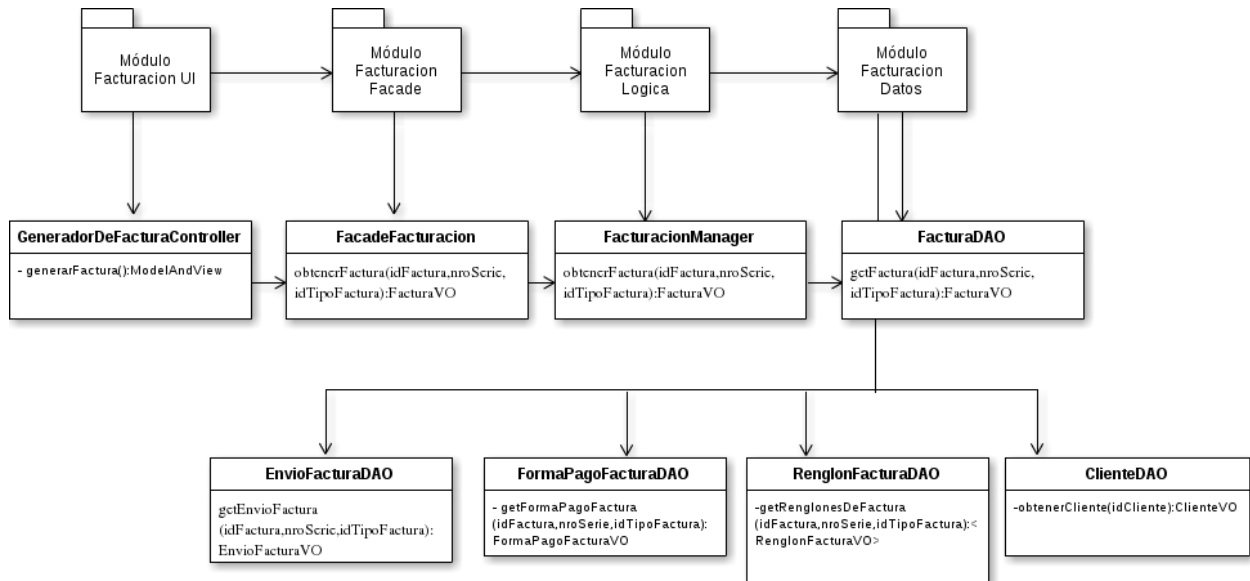 Módulo
Facturacion UI
Módulo
Facturacion
Facade
Módulo
Facturacion
Logica
Módulo
Facturacion
Datos
GeneradorDeFacturaController
- generarFactura():ModelAndView
FacadeFacturacion
obtenerFactura(idFactura,nroSerie,
idTipoFactura):FacturaVO
FacturacionManager
obtenerFactura(idFactura,nroSerie,
idTipoFactura):FacturaVO
FacturaDAO
getFactura(idFactura,nroSerie,
idTipoFactura):FacturaVO
EnvioFacturaDAO
getEnvioFactura
(idFactura,nroSerie,idTipoFactura):
EnvioFacturaVO
FormaPagoFacturaDAO
- getFormaPagoFactura
(idFactura,nroSerie,idTipoFactura):
FormaPagoFacturaVO
RenglonFacturaDAO
-getRenglonesDeFactura
(idFactura,nroSerie,idTipoFactura):<
RenglonFacturaVO>
ClienteDAO
-obtenerCliente(idCliente):ClienteVO